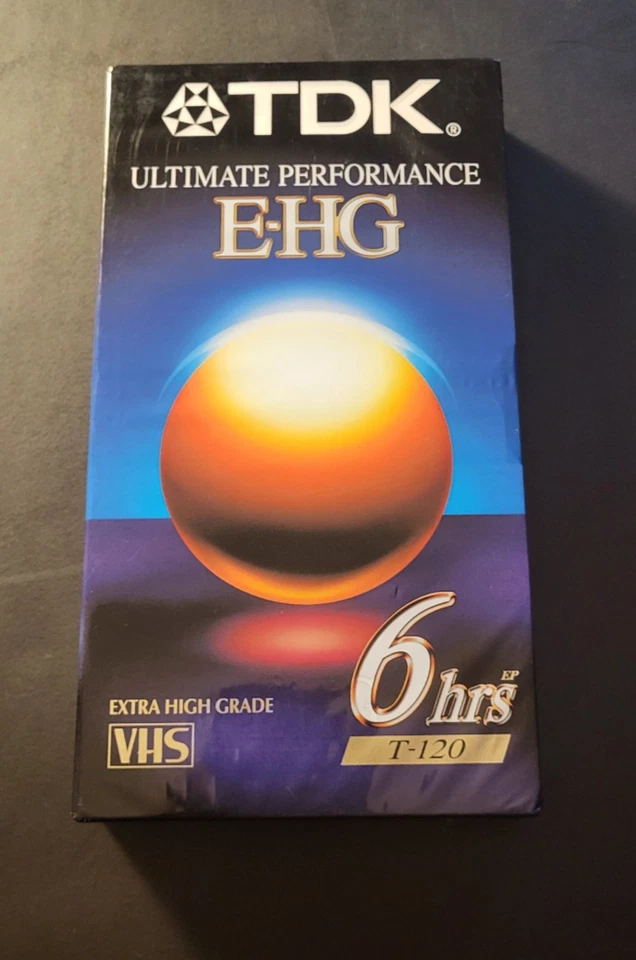 TDK®
ULTIMATE PERFORMANCE
E-HG
6 hrs EP
EXTRA HIGH GRADE
VHS
T-120